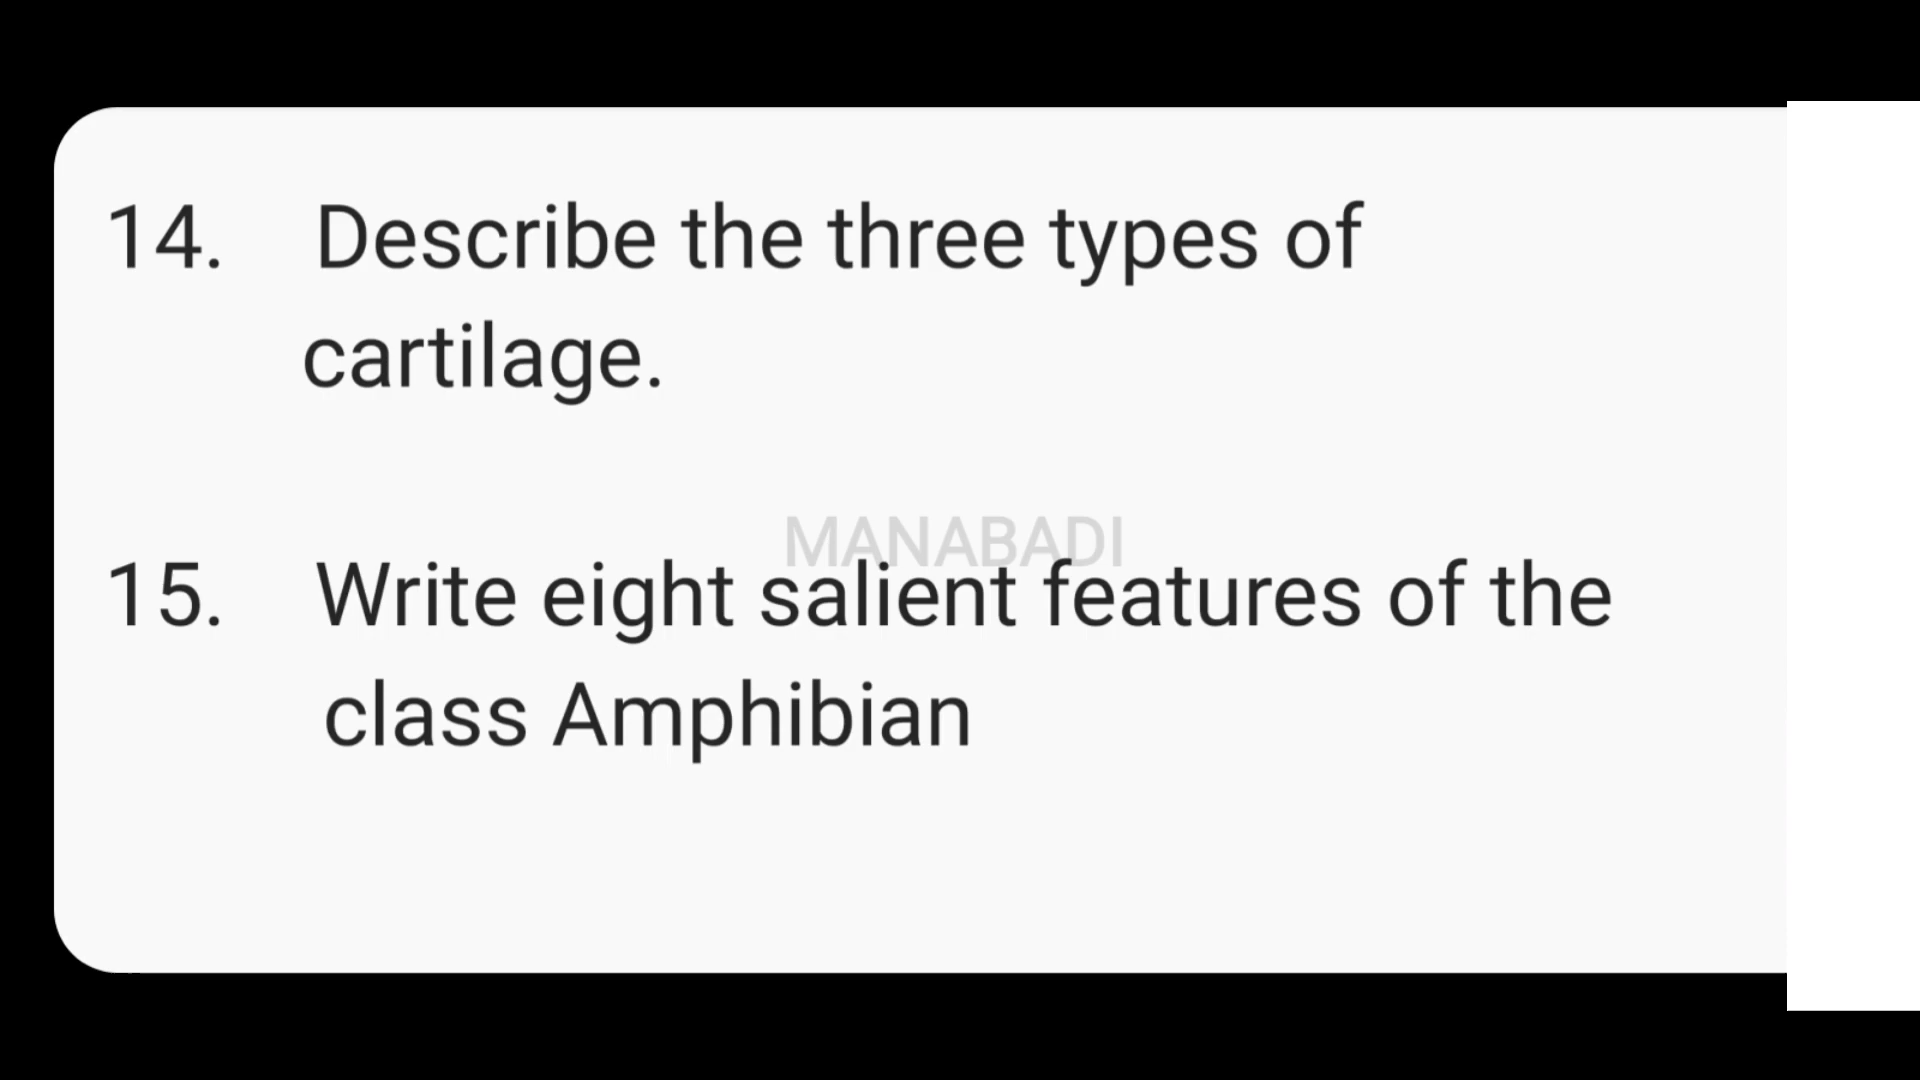 14. Describe the three types of
cartilage.
MANABADI
15. Write eight salient features of the
class Amphibian